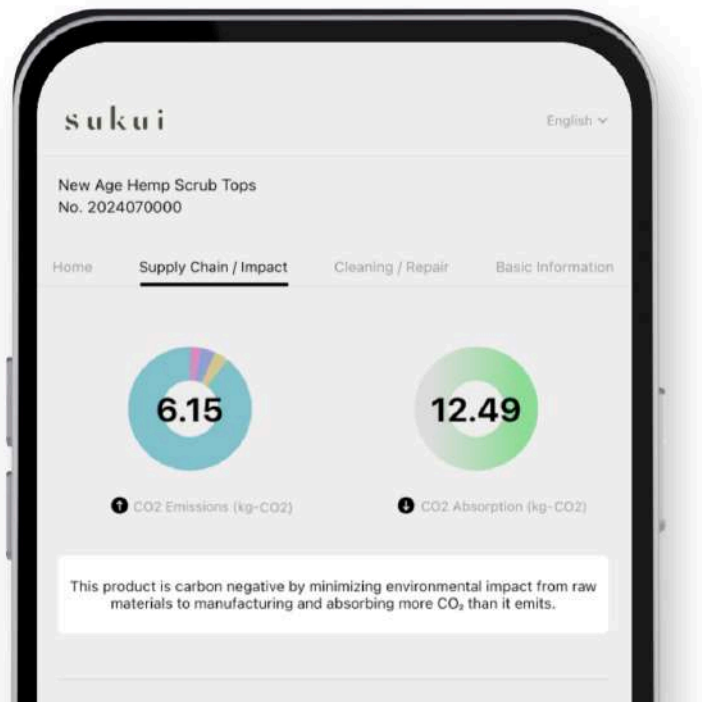 sukui
English
New Age Hemp Scrub Tops
No. 2024070000
Home Supply Chain / Impact Cleaning / Repair Basic Information
6.15 12.49
CO2 Emissions (kg-CO2) CO2 Absorption (kg-CO2)
This product is carbon negative by minimizing environmental impact from raw
materials to manufacturing and absorbing more CO₂ than it emits.